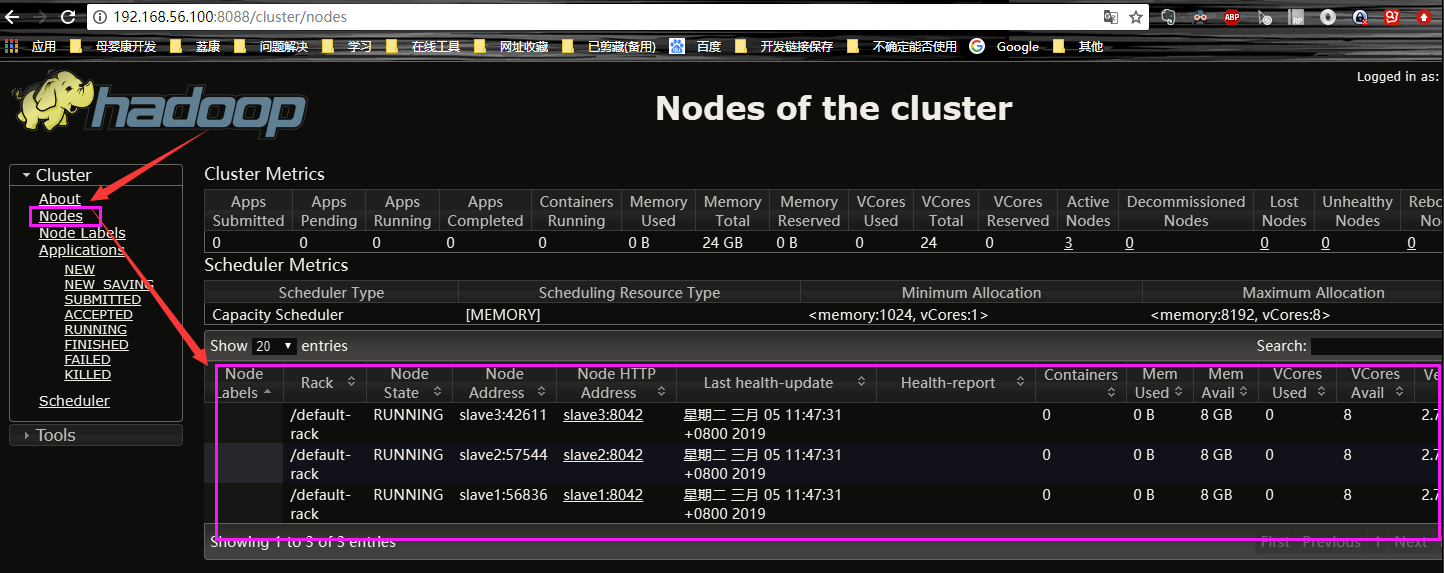 192.168.56.100:8088/cluster/nodes
应用 母婴康开发 荔康 问题解决 学习 在线工具 网址收藏 已剪藏(备用) 百度 开发链接保存 不确定能否使用 Google 其他
hadoop
Nodes of the cluster
Logged in as:
Cluster
About
Nodes
Node Labels
Applications
NEW
NEW_SAVING
SUBMITTED
ACCEPTED
RUNNING
FINISHED
FAILED
KILLED
Scheduler
Tools
Cluster Metrics
Apps Submitted Apps Pending Apps Running Apps Completed Containers Running Memory Used Memory Total Memory Reserved VCores Used VCores Total VCores Reserved Active Nodes Decommissioned Nodes Lost Nodes Unhealthy Nodes Rebo No
0 0 0 0 0 0 B 24 GB 0 B 0 24 0 3 0 0 0 0
Scheduler Metrics
Scheduler Type Scheduling Resource Type Minimum Allocation Maximum Allocation
Capacity Scheduler [MEMORY] <memory:1024, vCores:1> <memory:8192, vCores:8>
Show 20 entries Search:
Node Labels Rack Node State Node Address Node HTTP Address Last health-update Health-report Containers Mem Used Mem Avail VCores Used VCores Avail Ve
/default- RUNNING slave3:42611 slave3:8042 星期二 三月 05 11:47:31 0 0 B 8 GB 0 8 2.7
rack +0800 2019
/default- RUNNING slave2:57544 slave2:8042 星期二 三月 05 11:47:31 0 0 B 8 GB 0 8 2.7
rack +0800 2019
/default- RUNNING slave1:56836 slave1:8042 星期二 三月 05 11:47:31 0 0 B 8 GB 0 8 2.7
rack +0800 2019
Showing 1 to 3 of 3 entries First Previous 1 Next